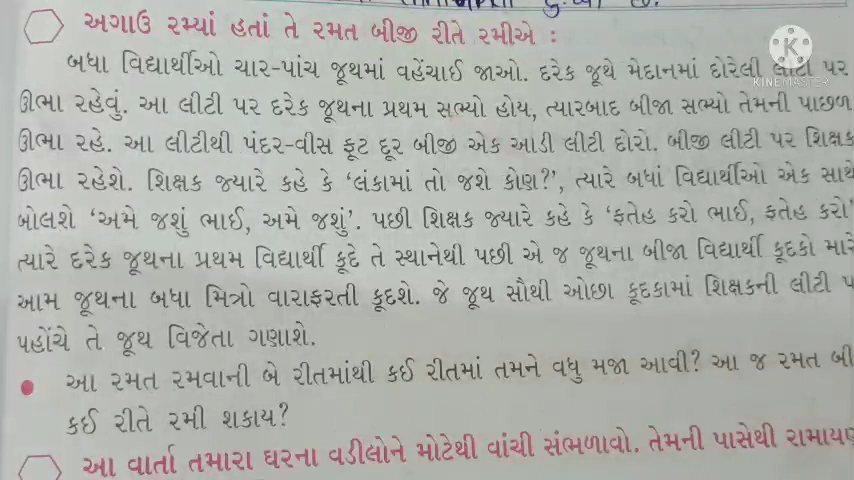 અગાઉ રમ્યાં હતાં તે રમત બીજી રીતે રમીએ :
બધા વિદ્યાર્થીઓ ચાર-પાંચ જૂથમાં વહેંચાઈ જાઓ. દરેક જૂથે મેદાનમાં દોરેલી લીટી પર
ઊભા રહેવું. આ લીટી પર દરેક જૂથના પ્રથમ સભ્યો હોય, ત્યારબાદ બીજા સભ્યો તેમની પાછળ
ઊભા રહે. આ લીટીથી પંદર-વીસ ફૂટ દૂર બીજી એક આડી લીટી દોરો. બીજી લીટી પર શિક્ષક
ઊભા રહેશે. શિક્ષક જ્યારે કહે કે ‘લંકામાં તો જશે કોણ?’, ત્યારે બધાં વિદ્યાર્થીઓ એક સાથે
બોલશે ‘અમે જશું ભાઈ, અમે જશું’. પછી શિક્ષક જ્યારે કહે કે ‘ફતેહ કરો ભાઈ, ફતેહ કરો’
ત્યારે દરેક જૂથના પ્રથમ વિદ્યાર્થી કૂદે તે સ્થાનેથી પછી એ જ જૂથના બીજા વિદ્યાર્થી કૂદકો મારે
આમ જૂથના બધા મિત્રો વારાફરતી કૂદશે. જે જૂથ સૌથી ઓછા કૂદકામાં શિક્ષકની લીટી
પહોંચે તે જૂથ વિજેતા ગણાશે.
આ રમત રમવાની બે રીતમાંથી કઈ રીતમાં તમને વધુ મજા આવી? આ જ રમત બી
કઈ રીતે રમી શકાય?
આ વાર્તા તમારા ઘરના વડીલોને મોટેથી વાંચી સંભળાવો. તેમની પાસેથી રામાયણ
KINEMASTER